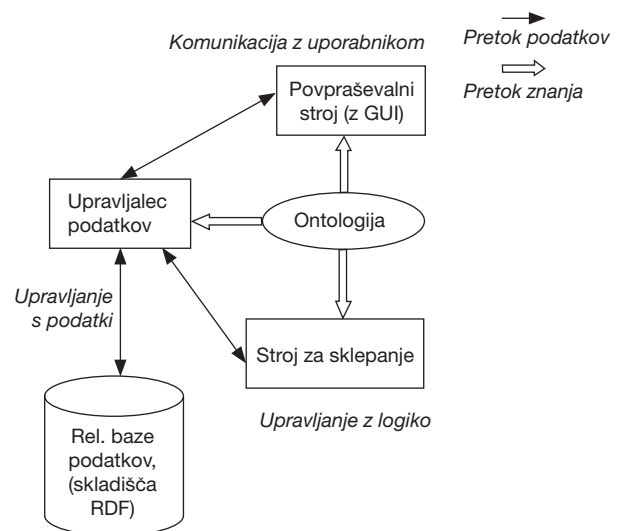 Komunikacija z uporabnikom
Pretok podatkov
Pretok znanja
Povpraševalni
stroj (z GUI)
Upravljalec
podatkov
Ontologija
Upravljanje
s podatki
Stroj za sklepanje
Upravljanje z logiko
Rel. baze
podatkov,
(skladišča
RDF)